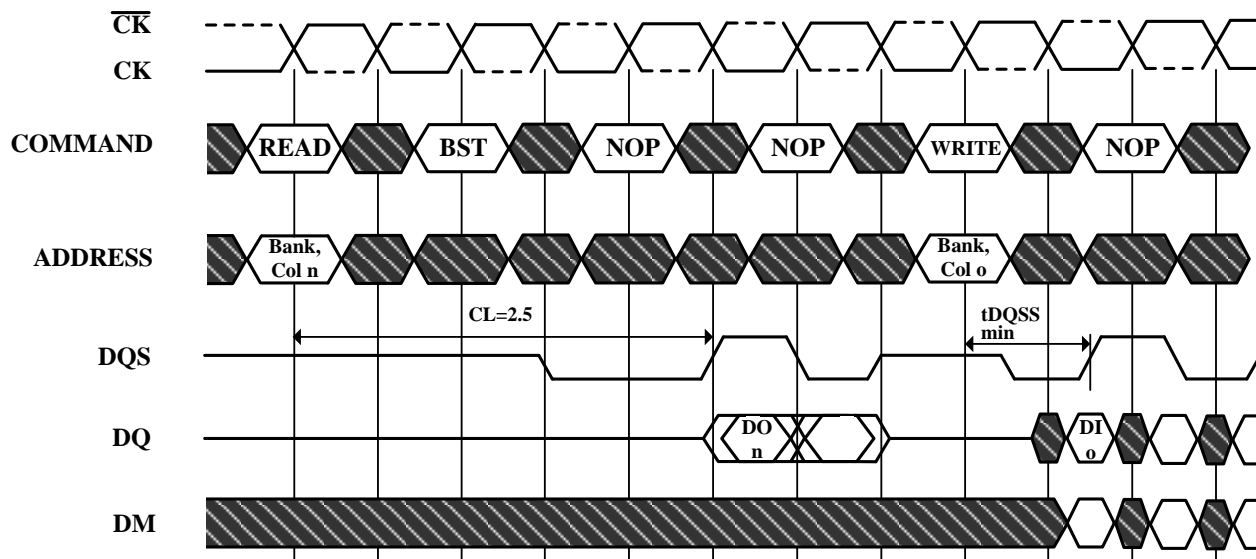 C̅K̅
CK
COMMAND
READ
BST
NOP
NOP
WRITE
NOP
ADDRESS
Bank,
Col n
Bank,
Col o
CL=2.5
tDQSS
min
DQS
DQ
DO
n
DI
o
DM